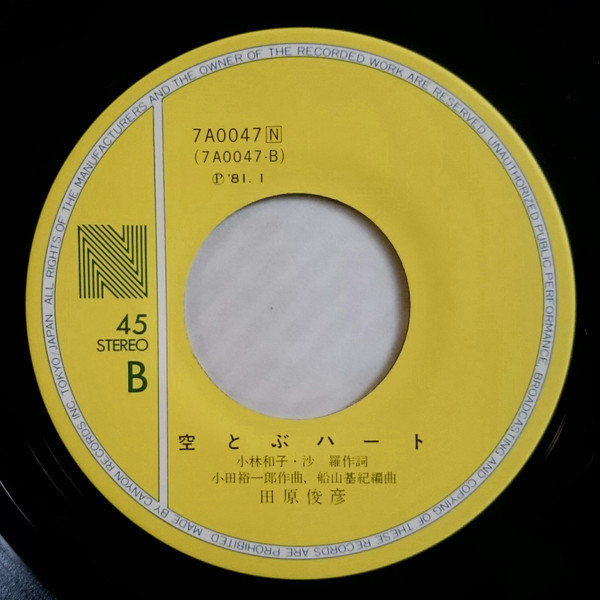 7A0047 N
(7A0047-B)
Ⓟ '81. 1
N
45
STEREO
B
空とぶハート
小林和子・沙 羅作詞
小田裕一郎作曲, 船山基紀編曲
田原俊彦
MADE BY CANYON RECORDS INC. TOKYO/JAPAN. ALL RIGHTS OF THE MANUFACTURERS AND THE OWNER OF THE RECORDED WORK ARE RESERVED. UNAUTHORIZED PUBLIC PERFORMANCE, BROADCASTING AND COPYING OF THESE RECORDS ARE PROHIBITED